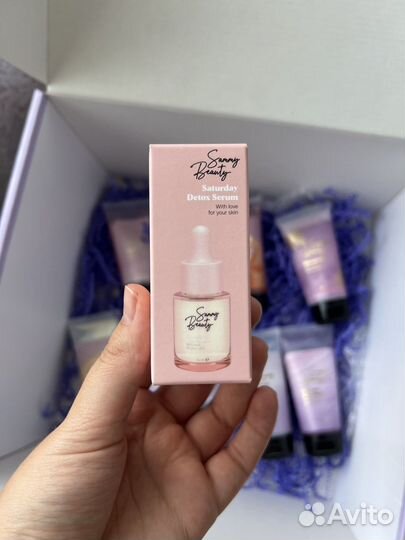 Sammy
Beauty
Saturday
Detox Serum
With love
for your skin
Sammy
Beauty
Avito